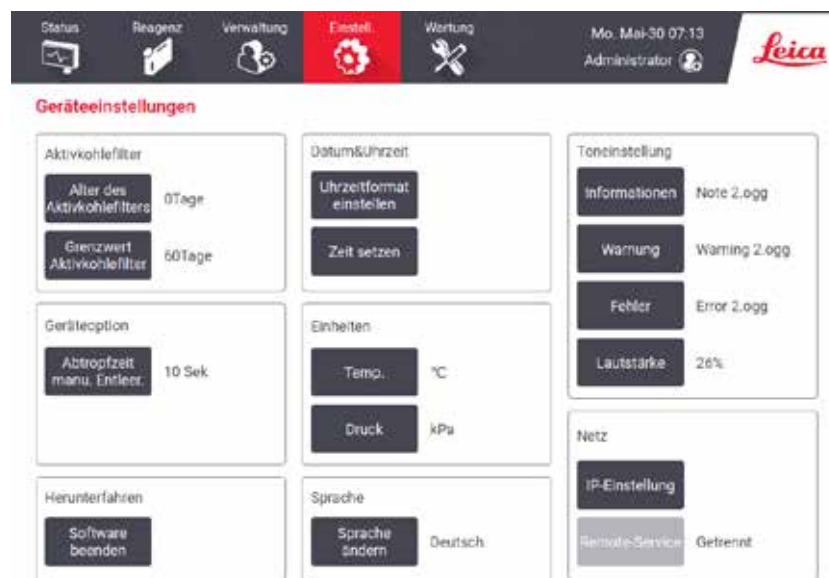 Status
Reagenz
Verwaltung
Einstell.
Wartung
Mo. Mai-30 07:13
Administrator
Leica
Geräteeinstellungen
Aktivkohlefilter
Alter des
Aktivkohlefilters
0Tage
Grenzwert
Aktivkohlefilter
60Tage
Geräteoption
Abtropfzeit
manu. Entleer.
10 Sek
Herunterfahren
Software
beenden
Datum&Uhrzeit
Uhrzeitformat
einstellen
Zeit setzen
Einheiten
Temp.
°C
Druck
kPa
Sprache
Sprache
ändern
Deutsch
Toneinstellung
Informationen
Note 2.ogg
Warnung
Warning 2.ogg
Fehler
Error 2.ogg
Lautstärke
26%
Netz
IP-Einstellung
Remote-Service
Getrennt